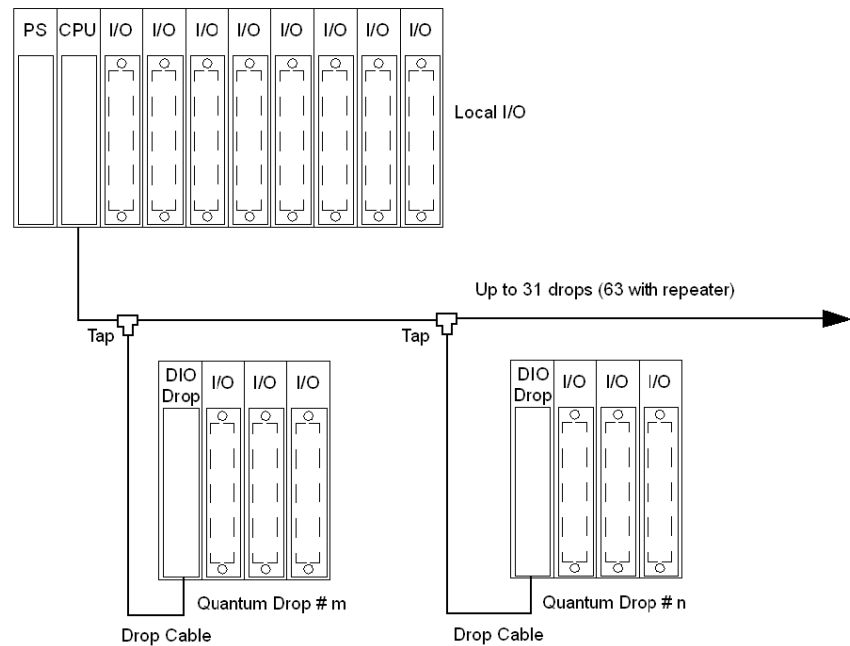 PS CPU I/O I/O I/O I/O I/O I/O I/O I/O
Local I/O
Up to 31 drops (63 with repeater)
Tap
Tap
DIO Drop I/O I/O I/O
DIO Drop I/O I/O I/O
Quantum Drop # m
Quantum Drop # n
Drop Cable
Drop Cable